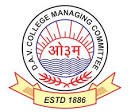 D.A.V. COLLEGE MANAGING COMMITTEE
ओ३म्
ESTD 1886